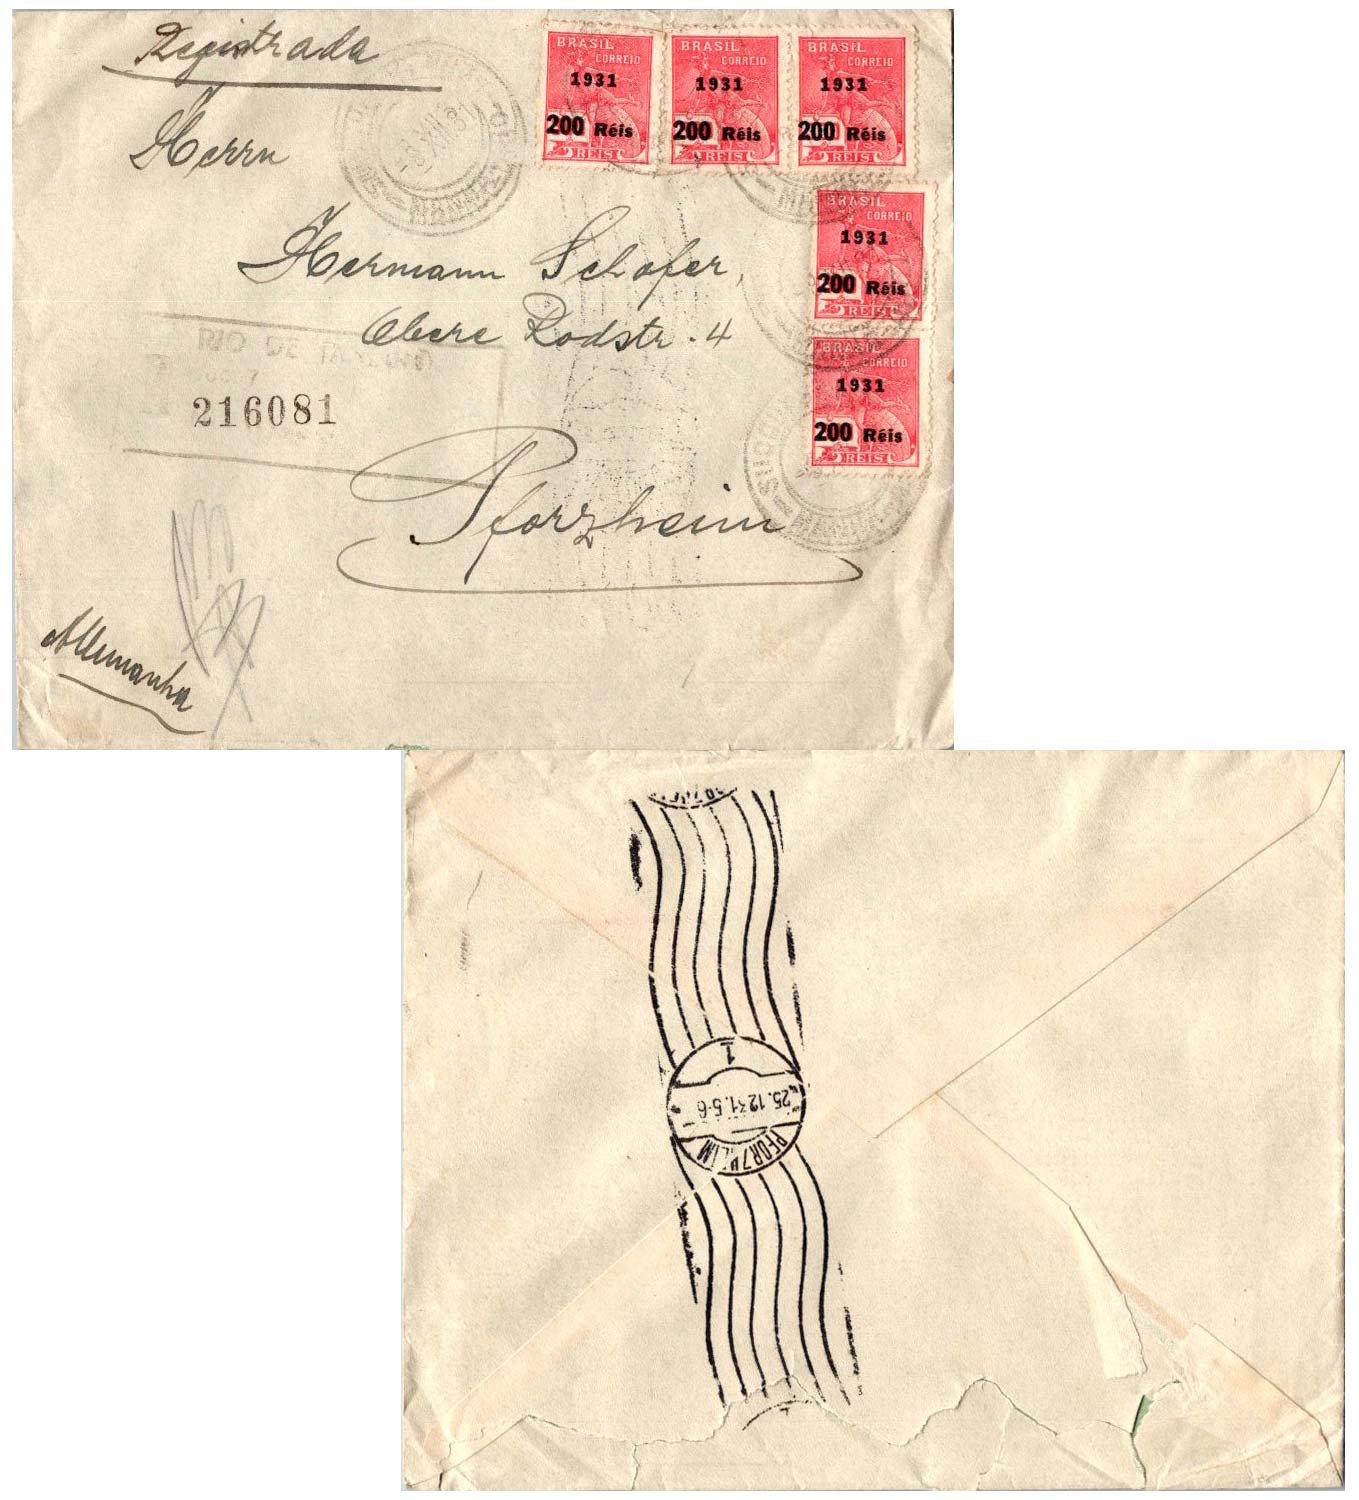 Registrada
Herrn
Hermann Schofer,
Obere Rodstr. 4
Pforzheim
Allemanha
RIO DE JANEIRO
216081
BRASIL
CORREIO
1931
200 Réis
REIS
BRASIL
CORREIO
1931
200 Réis
REIS
BRASIL
CORREIO
1931
200 Réis
REIS
BRASIL
CORREIO
1931
200 Réis
REIS
BRASIL
CORREIO
1931
200 Réis
REIS
PFORZHEIM
25.12.31.5-6
1